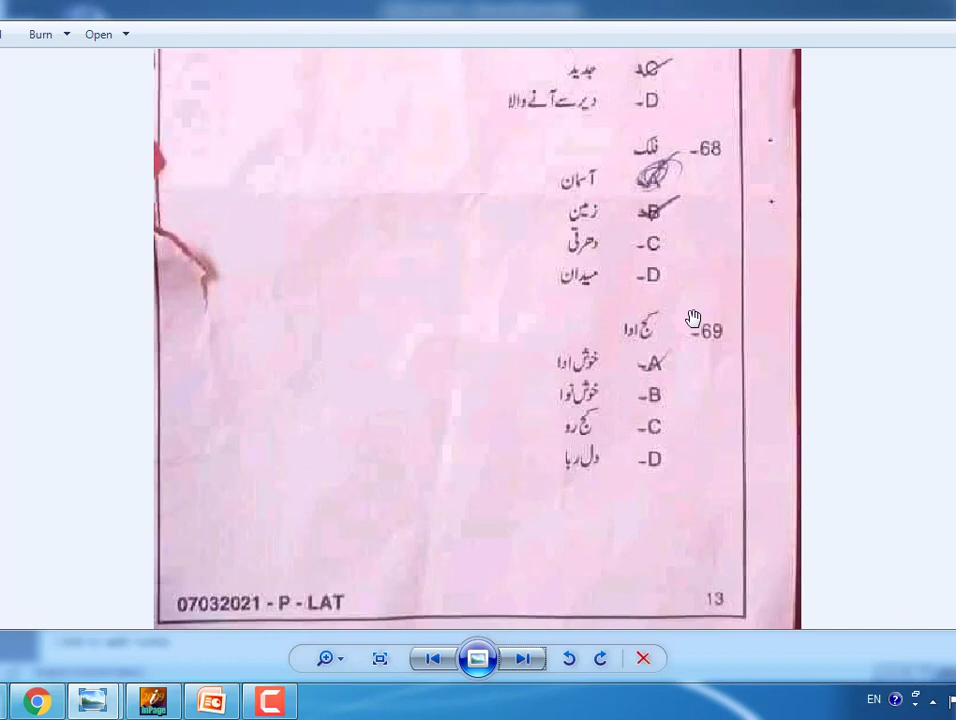 Burn Open
C- جدید
D- دیر سے آنے والا
68- فلک
A- آسمان
B- زمین
C- دھرتی
D- میدان
69- کج ادا
A- خوش ادا
B- خوش نوا
C- کج رو
D- دل ربا
07032021 - P - LAT 13
EN